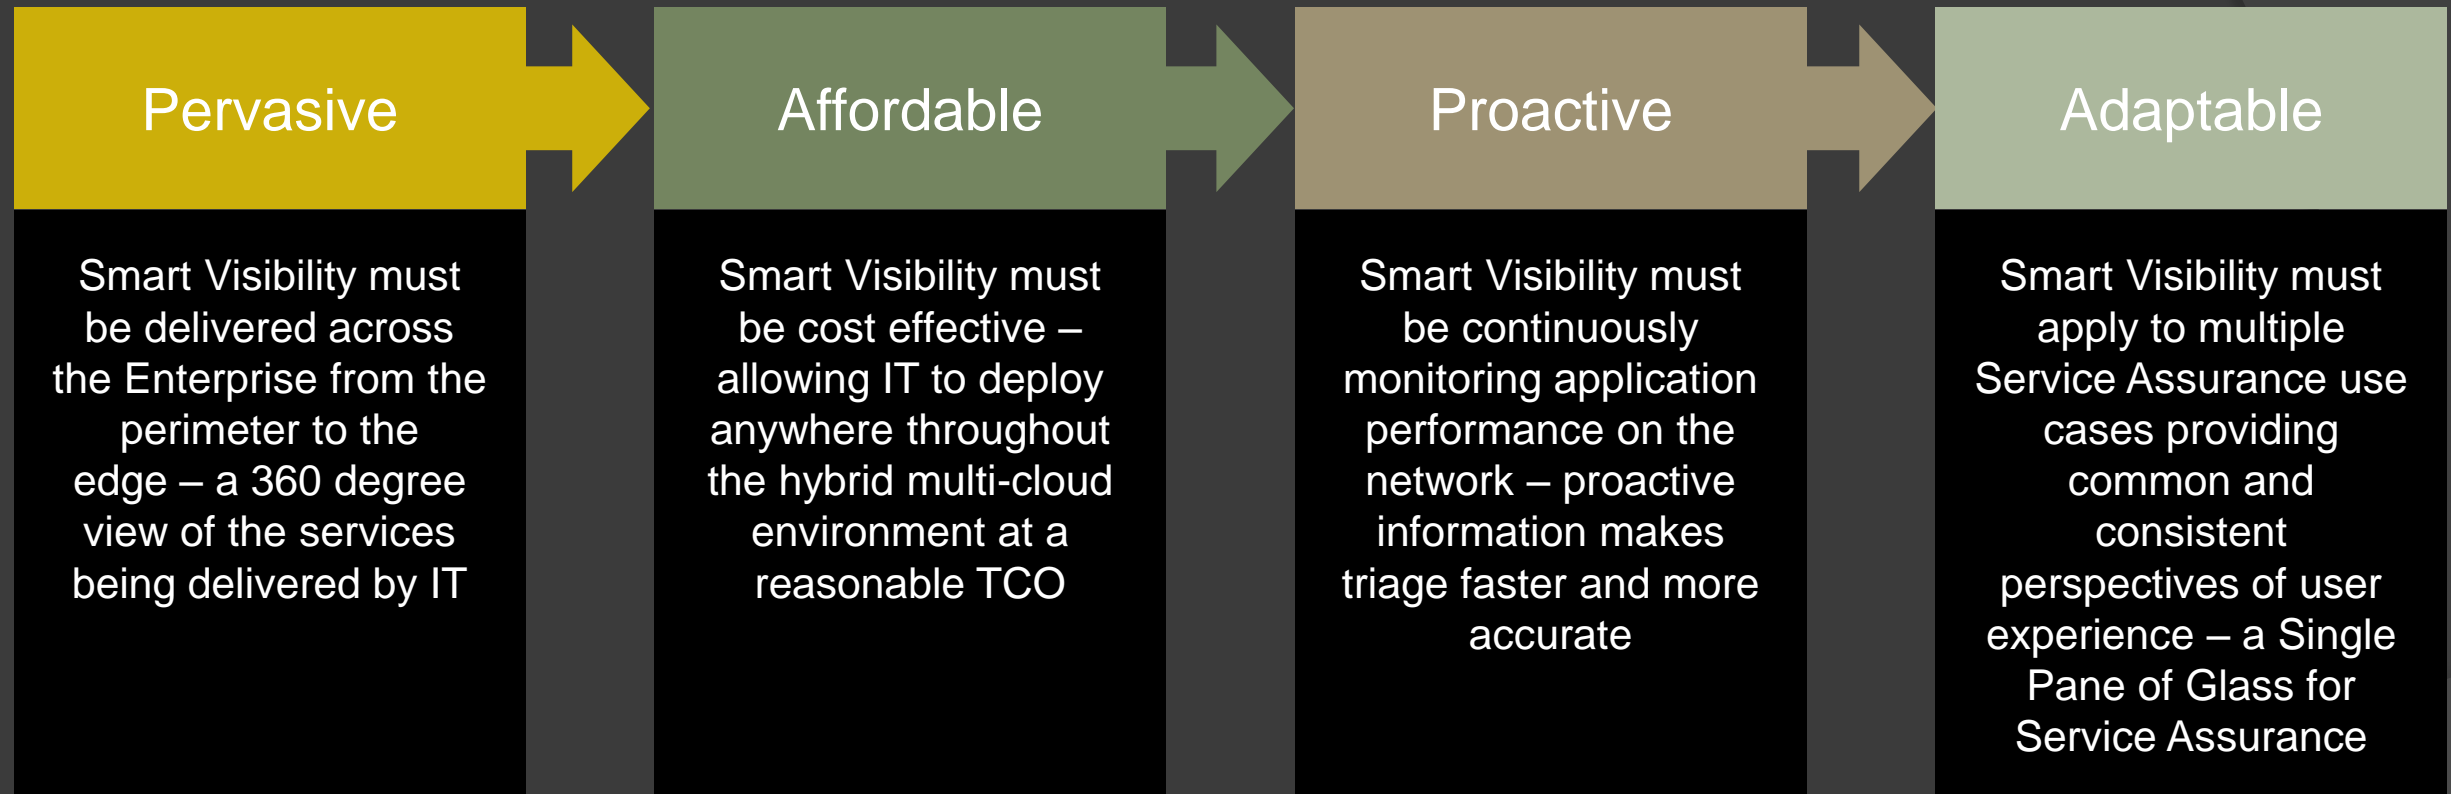 Pervasive
Smart Visibility must
be delivered across
the Enterprise from the
perimeter to the
edge – a 360 degree
view of the services
being delivered by IT
Affordable
Smart Visibility must
be cost effective –
allowing IT to deploy
anywhere throughout
the hybrid multi-cloud
environment at a
reasonable TCO
Proactive
Smart Visibility must
be continuously
monitoring application
performance on the
network – proactive
information makes
triage faster and more
accurate
Adaptable
Smart Visibility must
apply to multiple
Service Assurance use
cases providing
common and
consistent
perspectives of user
experience – a Single
Pane of Glass for
Service Assurance